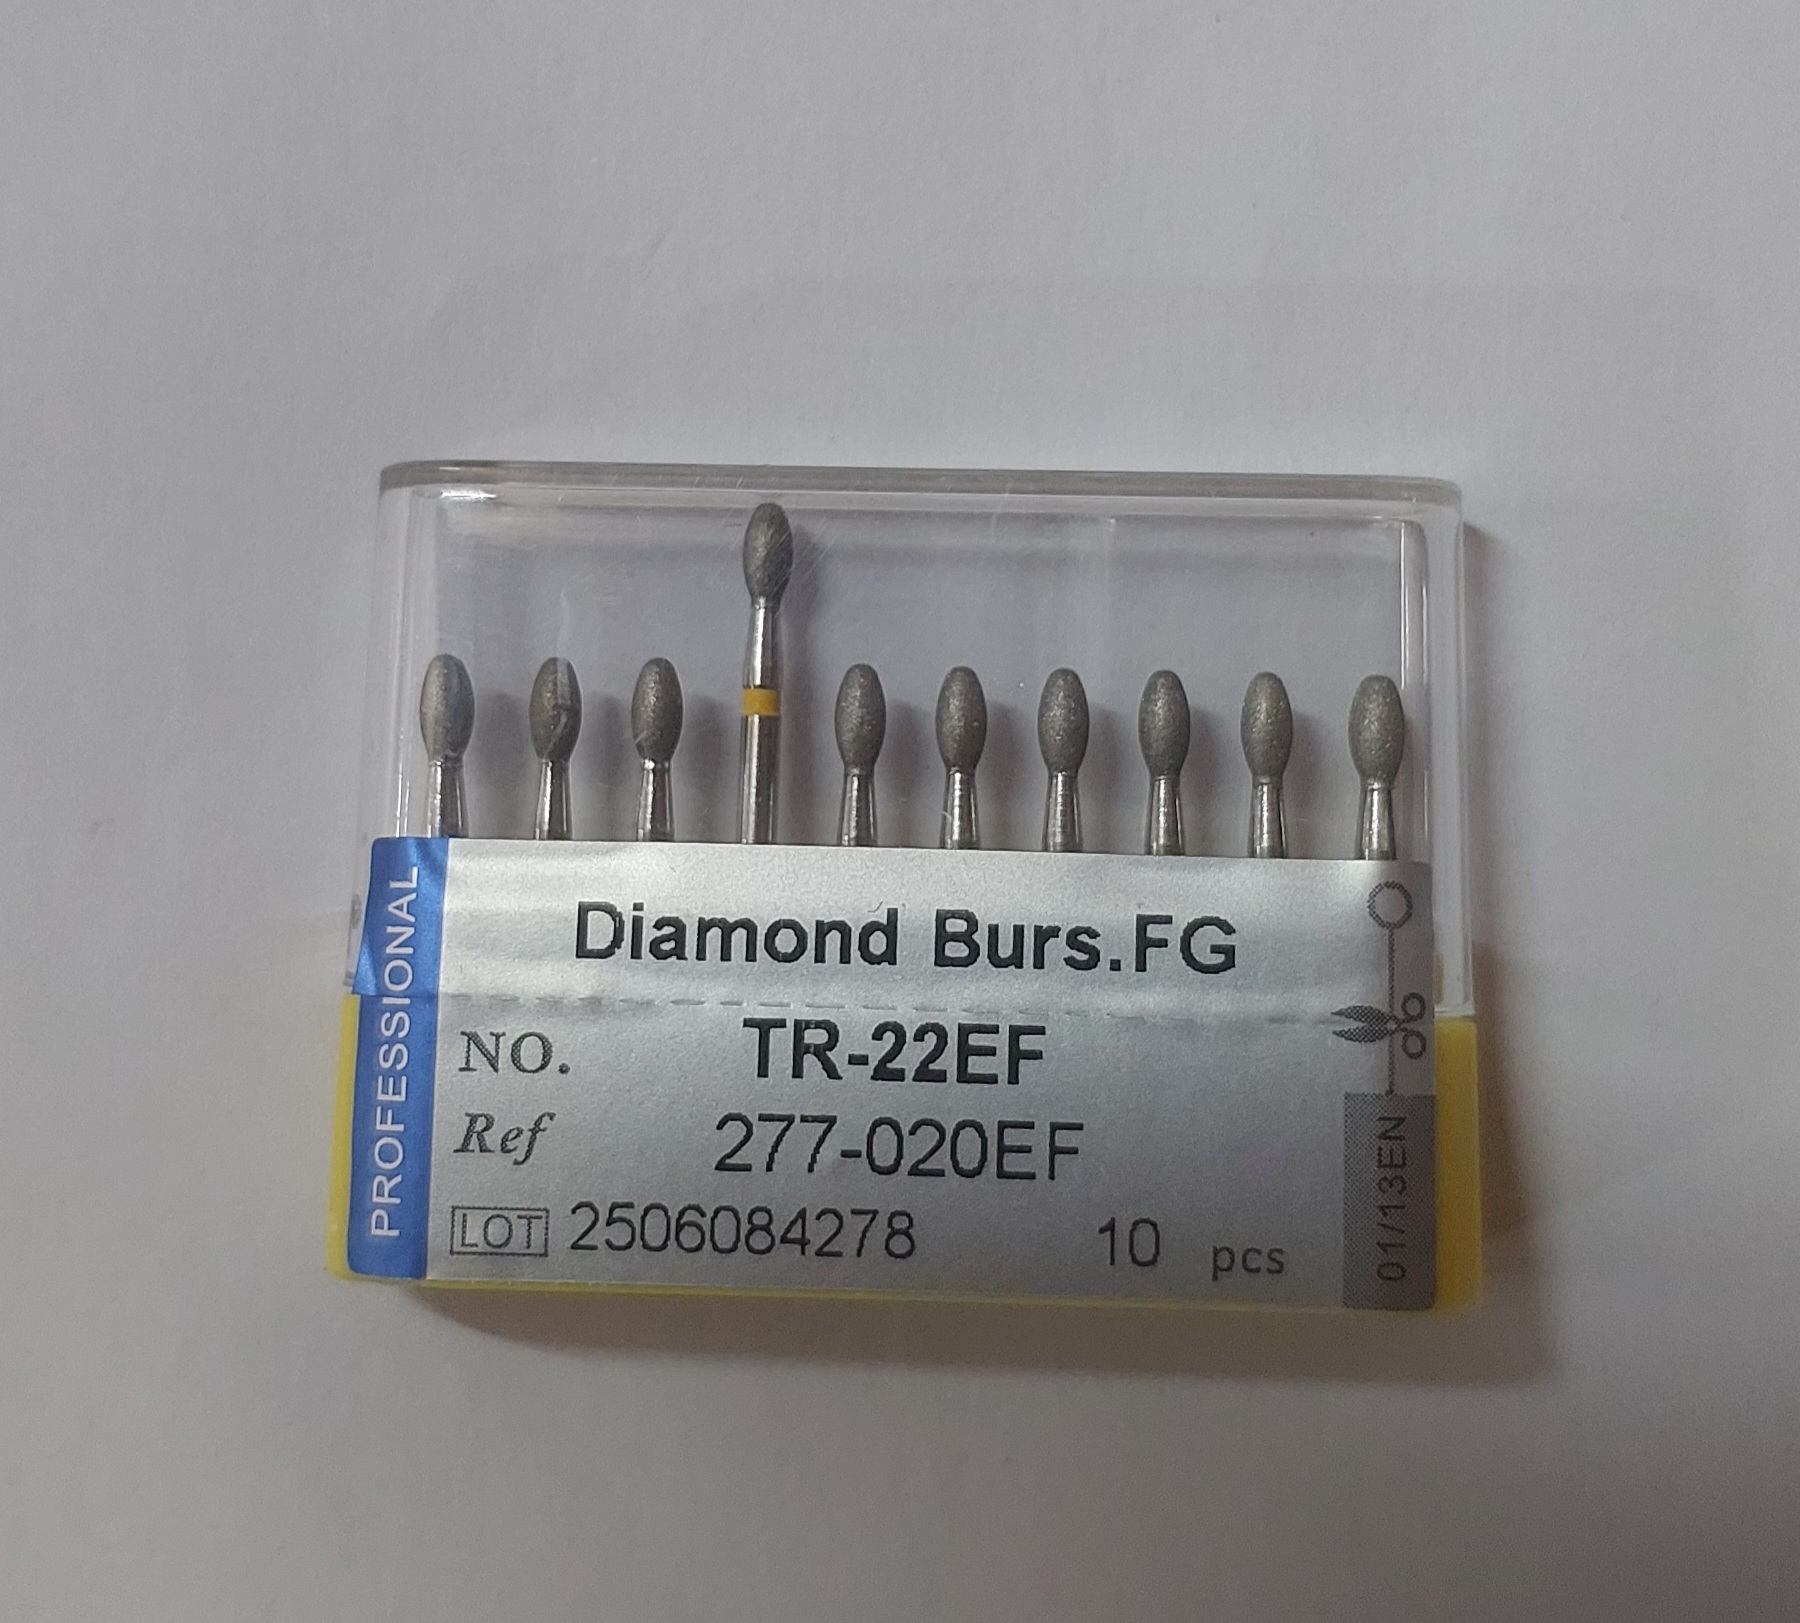 PROFESSIONAL
Diamond Burs.FG
NO. TR-22EF
Ref 277-020EF
LOT 2506084278 10 pcs
01/13EN